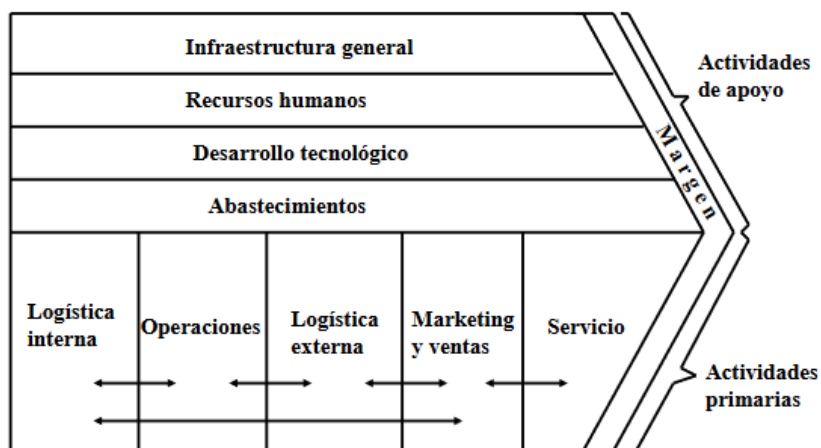 Infraestructura general
Actividades
de apoyo
Recursos humanos
Desarrollo tecnológico
Margen
Abastecimientos
Logística
interna
Operaciones
Logística
externa
Marketing
y ventas
Servicio
Actividades
primarias